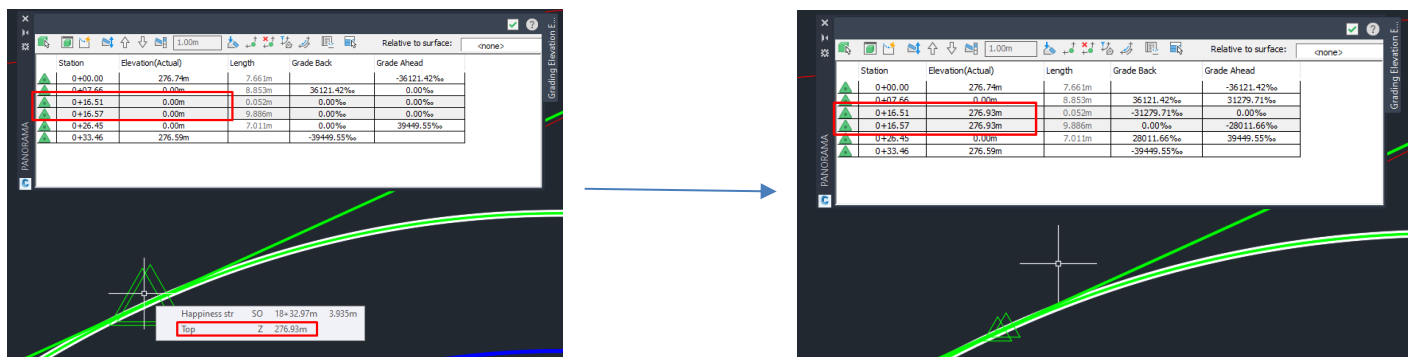 1.00m Relative to surface: <none>
Station Elevation(Actual) Length Grade Back Grade Ahead
0+00.00 276.74m 7.661m -36121.42‰
0+07.66 0.00m 8.853m 36121.42‰ 0.00‰
0+16.51 0.00m 0.052m 0.00‰ 0.00‰
0+16.57 0.00m 9.886m 0.00‰ 0.00‰
0+26.45 0.00m 7.011m 0.00‰ 39449.55‰
0+33.46 276.59m -39449.55‰
PANORAMA
Grading Elevation E...
Happiness str SO 18+32.97m 3.935m
Top Z 276.93m
1.00m Relative to surface: <none>
Station Elevation(Actual) Length Grade Back Grade Ahead
0+00.00 276.74m 7.661m -36121.42‰
0+07.66 0.00m 8.853m 36121.42‰ 31279.71‰
0+16.51 276.93m 0.052m -31279.71‰ 0.00‰
0+16.57 276.93m 9.886m 0.00‰ -28011.66‰
0+26.45 0.00m 7.011m 28011.66‰ 39449.55‰
0+33.46 276.59m -39449.55‰
PANORAMA
Grading Elevation E...